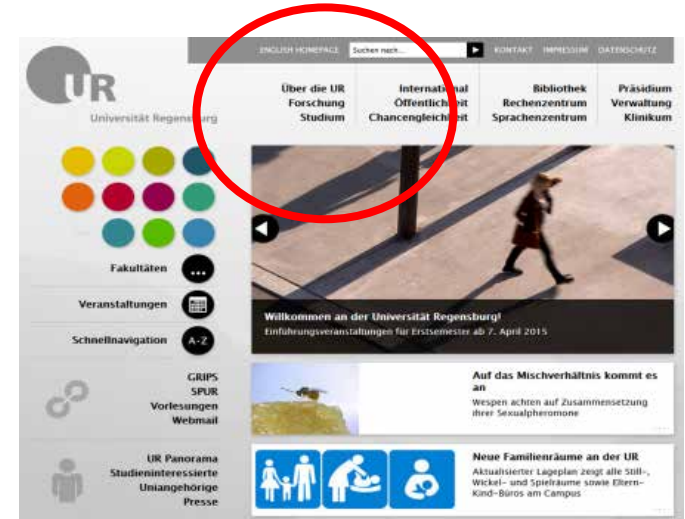 ENGLISH HOMEPAGE
Suchen nach...
KONTAKT IMPRESSUM DATENSCHUTZ
UR
Universität Regensburg
Über die UR
Forschung
Studium
International
Öffentlichkeit
Chancengleichheit
Bibliothek
Rechenzentrum
Sprachenzentrum
Präsidium
Verwaltung
Klinikum
Fakultäten
...
Veranstaltungen
Schnellnavigation
A-Z
Willkommen an der Universität Regensburg!
Einführungsveranstaltungen für Erstsemester ab 7. April 2015
GRIPS
SPUR
Vorlesungen
Webmail
Auf das Mischverhältnis kommt es
an
Wespen achten auf Zusammensetzung
ihrer Sexualpheromone
UR Panorama
Studieninteressierte
Uniangehörige
Presse
Neue Familienräume an der UR
Aktualisierter Lageplan zeigt alle Still-,
Wickel- und Spielräume sowie Eltern-
Kind-Büros am Campus